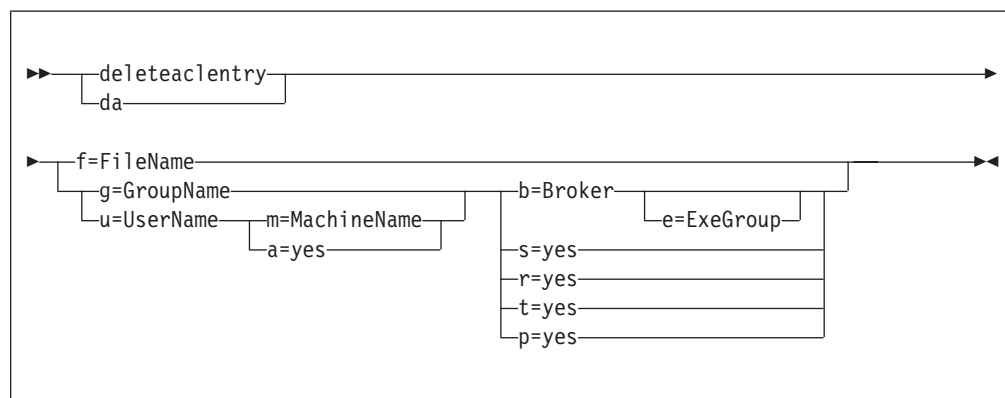 deleteaclentry
da
f=FileName
g=GroupName b=Broker
u=UserName m=MachineName e=ExeGroup
a=yes s=yes
r=yes
t=yes
p=yes